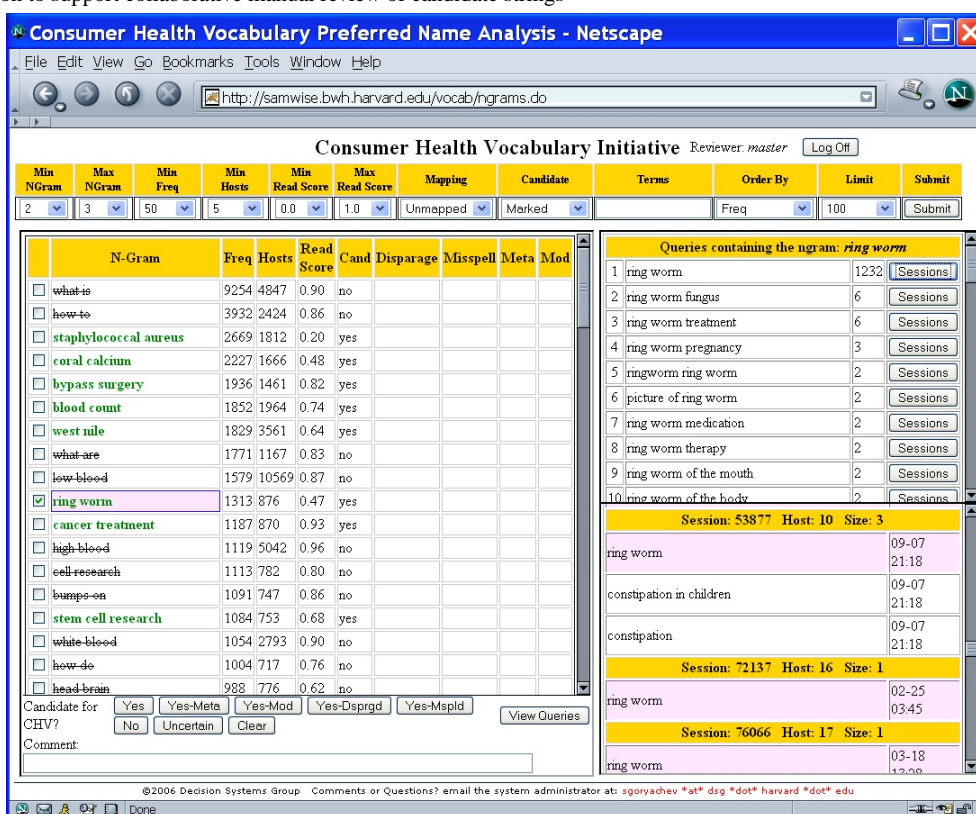 on to support collaborative manual review of candidate strings
Consumer Health Vocabulary Preferred Name Analysis - Netscape
File Edit View Go Bookmarks Tools Window Help
http://samwise.bwh.harvard.edu/vocab/ngrams.do
Consumer Health Vocabulary Initiative Reviewer: master Log Off
Min NGram Max NGram Min Freq Min Hosts Min Read Score Max Read Score Mapping Candidate Terms Order By Limit Submit
2 3 50 5 0.0 1.0 Unmapped Marked Freq 100 Submit
N-Gram Freq Hosts Read Score Cand Disparage Misspell Meta Mod
what is 9254 4847 0.90 no
how to 3932 2424 0.86 no
staphylococcal aureus 2669 1812 0.20 yes
coral calcium 2227 1666 0.48 yes
bypass surgery 1936 1461 0.82 yes
blood count 1852 1964 0.74 yes
west nile 1829 3561 0.64 yes
what are 1771 1167 0.83 no
low blood 1579 10569 0.87 no
ring worm 1313 876 0.47 yes
cancer treatment 1187 870 0.93 yes
high blood 1119 5042 0.96 no
cell research 1113 782 0.80 no
bumps on 1091 747 0.86 no
stem cell research 1084 753 0.68 yes
white blood 1054 2793 0.90 no
how do 1004 717 0.76 no
head brain 988 776 0.62 no
Candidate for CHV? Yes Yes-Meta Yes-Mod Yes-Dsprgd Yes-Mspld
No Uncertain Clear View Queries
Comment:
Queries containing the ngram: ring worm
1 ring worm 1232 Sessions
2 ring worm fungus 6 Sessions
3 ring worm treatment 6 Sessions
4 ring worm pregnancy 3 Sessions
5 ringworm ring worm 2 Sessions
6 picture of ring worm 2 Sessions
7 ring worm medication 2 Sessions
8 ring worm therapy 2 Sessions
9 ring worm of the mouth 2 Sessions
10 ring worm of the body 2 Sessions
Session: 53877 Host: 10 Size: 3
ring worm 09-07 21:18
constipation in children 09-07 21:18
constipation 09-07 21:18
Session: 72137 Host: 16 Size: 1
ring worm 02-25 03:45
Session: 76066 Host: 17 Size: 1
ring worm 03-18
©2006 Decision Systems Group Comments or Questions? email the system administrator at: sgoryachev *at* dsg *dot* harvard *dot* edu
Done